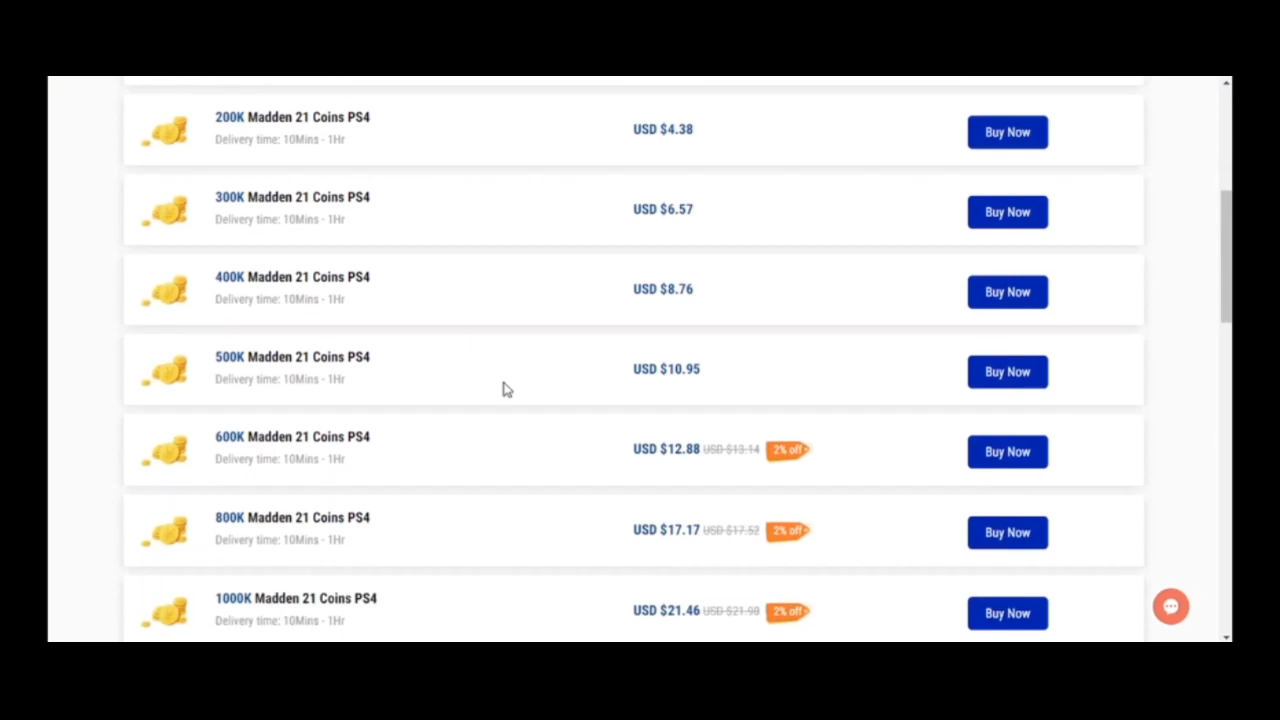 200K Madden 21 Coins PS4
Delivery time: 10Mins - 1Hr
USD $4.38
Buy Now
300K Madden 21 Coins PS4
Delivery time: 10Mins - 1Hr
USD $6.57
Buy Now
400K Madden 21 Coins PS4
Delivery time: 10Mins - 1Hr
USD $8.76
Buy Now
500K Madden 21 Coins PS4
Delivery time: 10Mins - 1Hr
USD $10.95
Buy Now
600K Madden 21 Coins PS4
Delivery time: 10Mins - 1Hr
USD $12.88 USD $13.14 2% off
Buy Now
800K Madden 21 Coins PS4
Delivery time: 10Mins - 1Hr
USD $17.17 USD $17.52 2% off
Buy Now
1000K Madden 21 Coins PS4
Delivery time: 10Mins - 1Hr
USD $21.46 USD $21.90 2% off
Buy Now